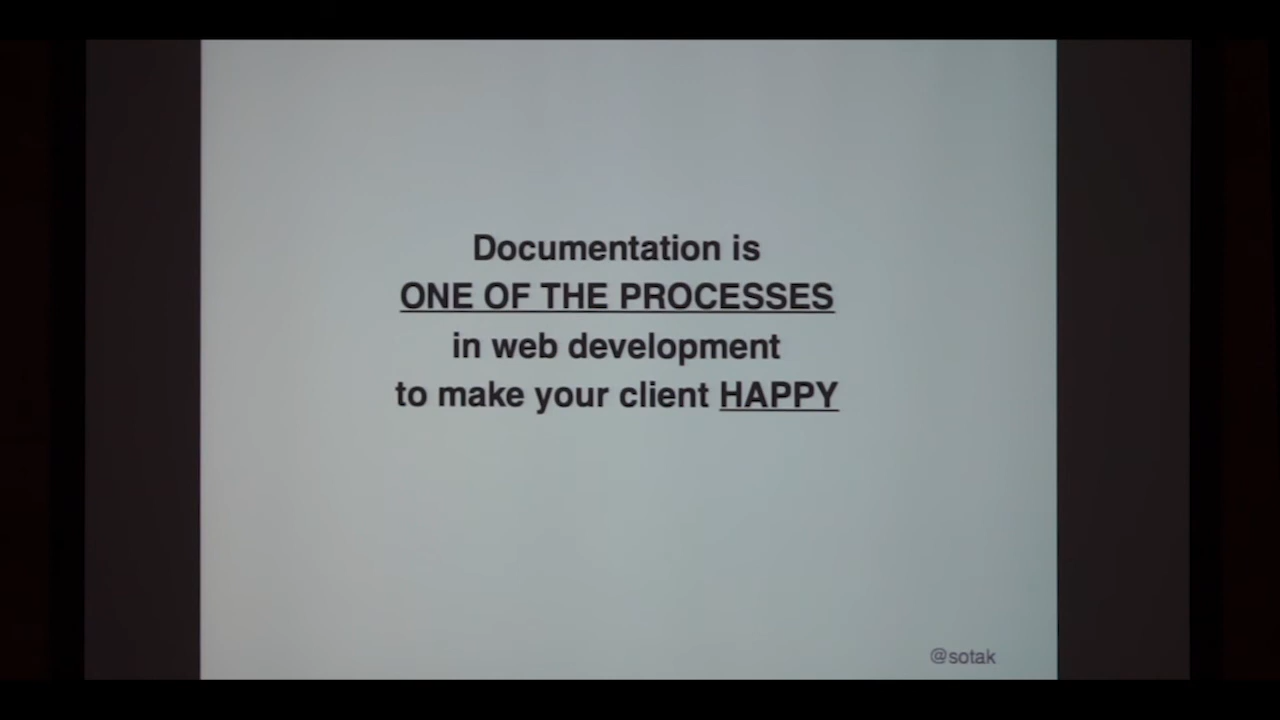 Documentation is
ONE OF THE PROCESSES
in web development
to make your client HAPPY
@sotak